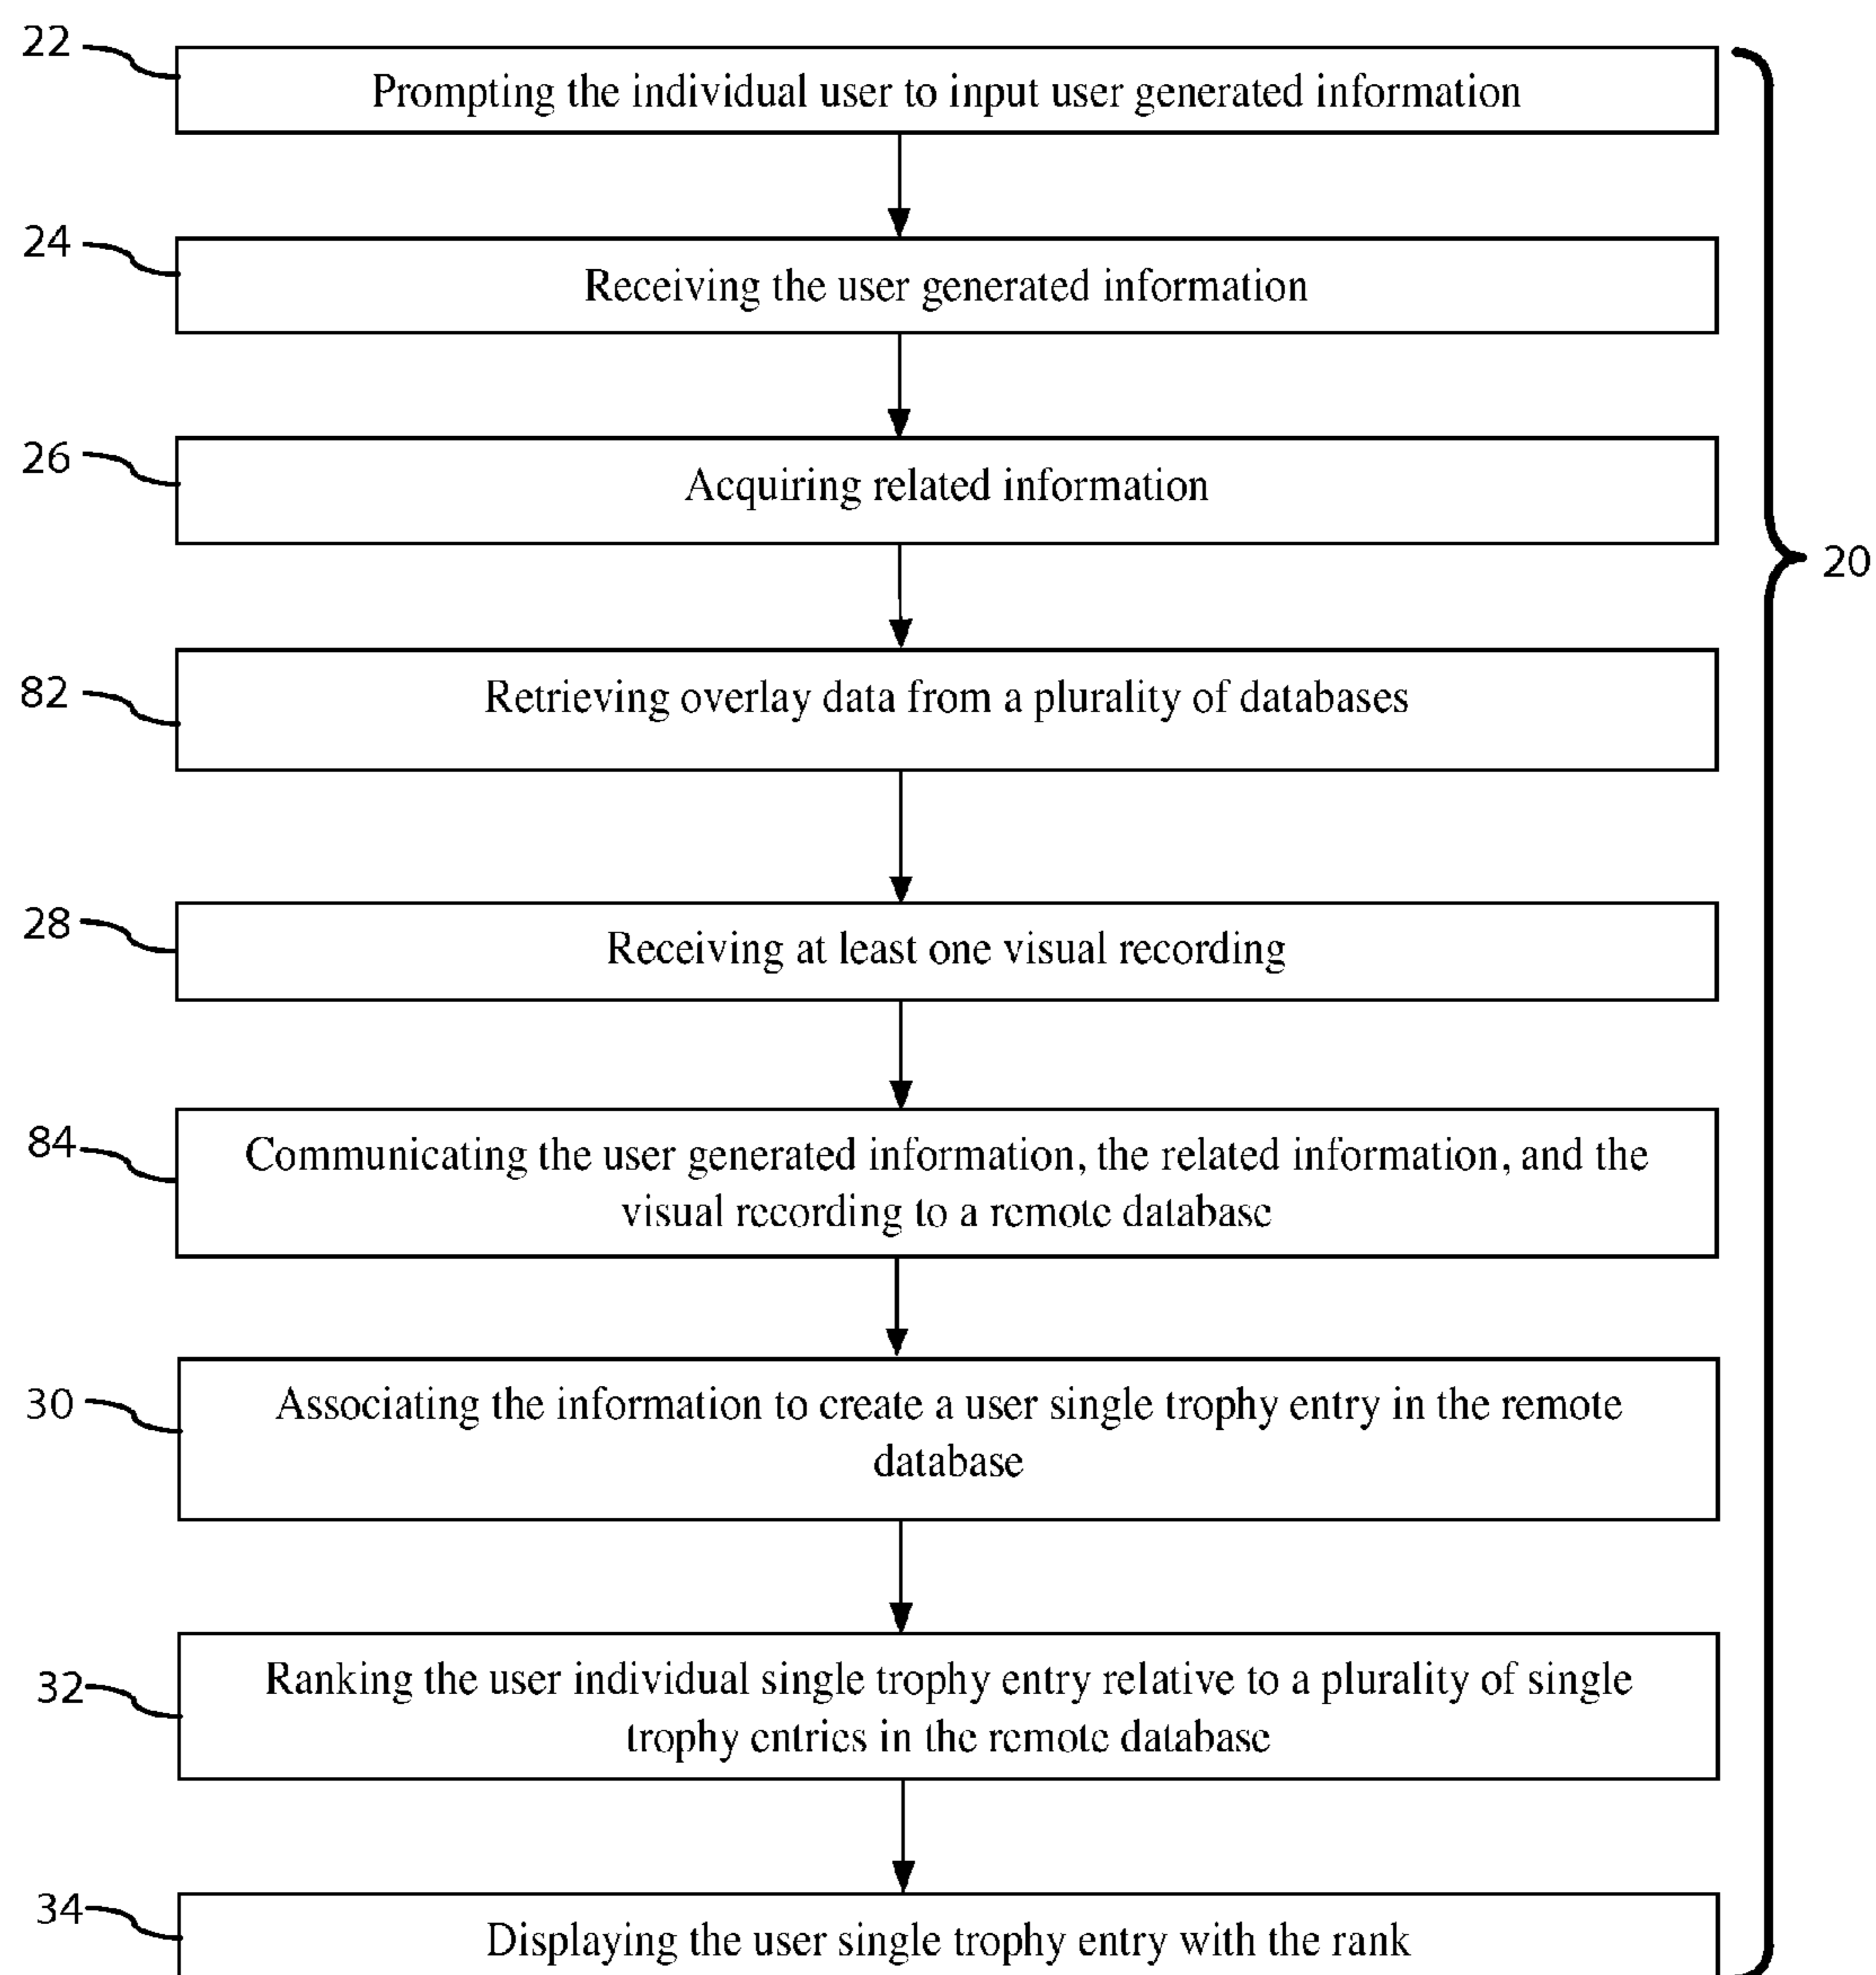 22
Prompting the individual user to input user generated information
24
Receiving the user generated information
26
Acquiring related information
20
82
Retrieving overlay data from a plurality of databases
28
Receiving at least one visual recording
84
Communicating the user generated information, the related information, and the
visual recording to a remote database
30
Associating the information to create a user single trophy entry in the remote
database
32
Ranking the user individual single trophy entry relative to a plurality of single
trophy entries in the remote database
34
Displaying the user single trophy entry with the rank